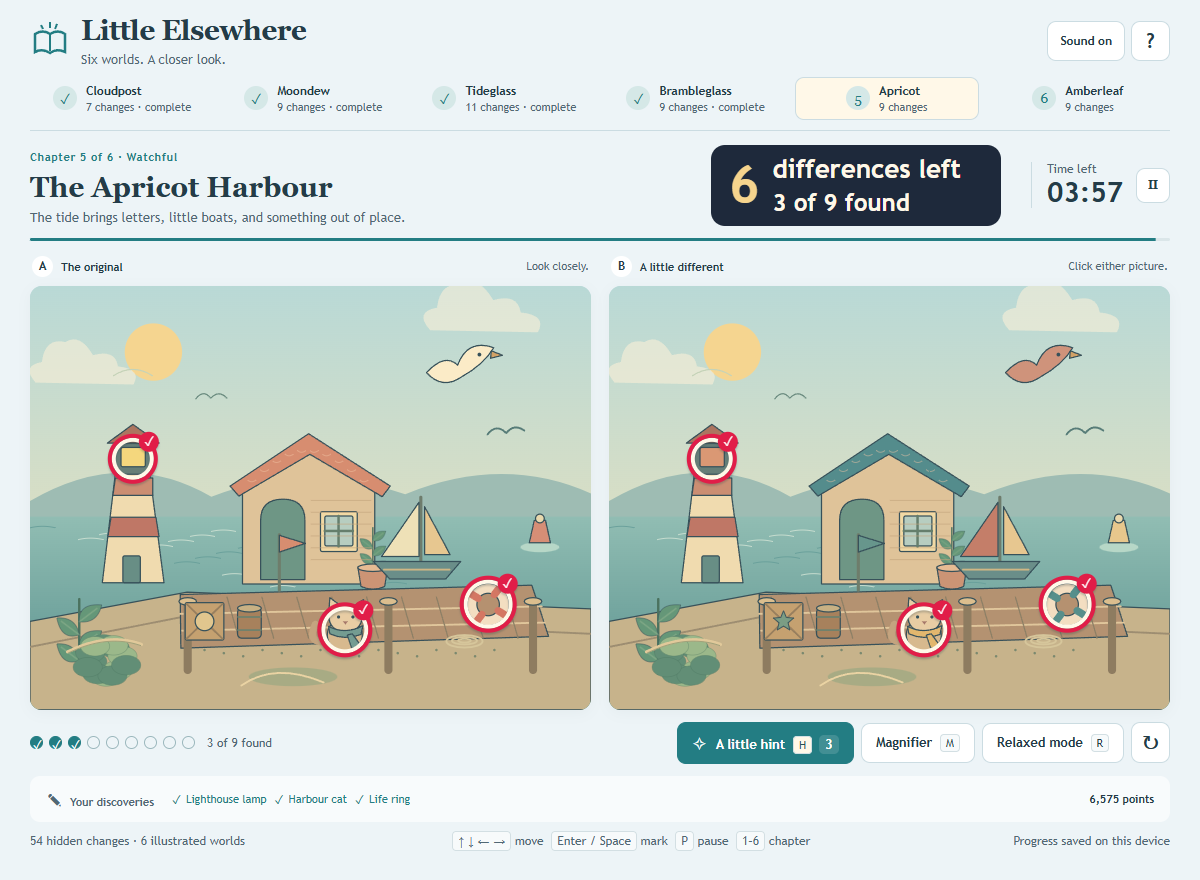 Little Elsewhere
Six worlds. A closer look.
Sound on
?
Cloudpost
7 changes · complete
Moondew
9 changes · complete
Tideglass
11 changes · complete
Brambleglass
9 changes · complete
5
Apricot
9 changes
6
Amberleaf
9 changes
Chapter 5 of 6 · Watchful
The Apricot Harbour
The tide brings letters, little boats, and something out of place.
6
differences left
3 of 9 found
Time left
03:57
A The original
Look closely.
B A little different
Click either picture.
3 of 9 found
A little hint H 3
Magnifier M
Relaxed mode R
Your discoveries
✓ Lighthouse lamp ✓ Harbour cat ✓ Life ring
6,575 points
54 hidden changes · 6 illustrated worlds
↑ ↓ ← → move Enter / Space mark P pause 1-6 chapter
Progress saved on this device